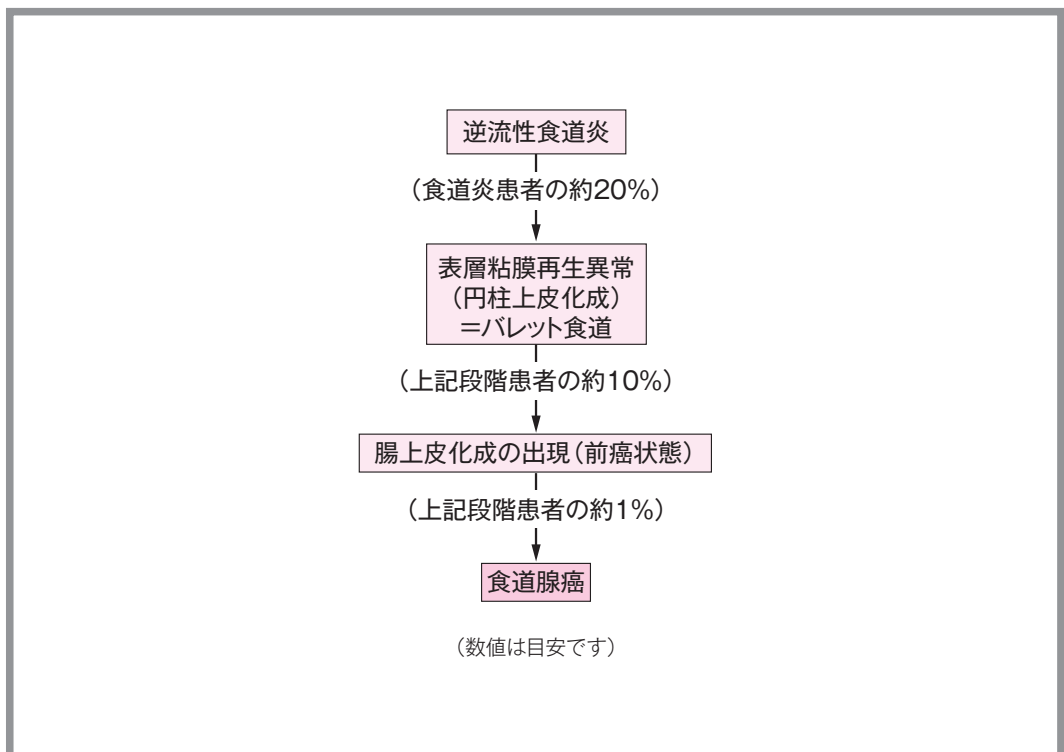 逆流性食道炎
（食道炎患者の約20%）
表層粘膜再生異常
（円柱上皮化成）
＝バレット食道
（上記段階患者の約10%）
腸上皮化成の出現（前癌状態）
（上記段階患者の約1%）
食道腺癌
（数値は目安です）